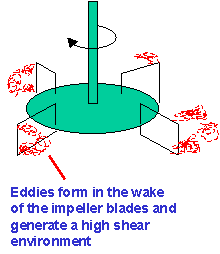 Eddies form in the wake
of the impeller blades and
generate a high shear
environment